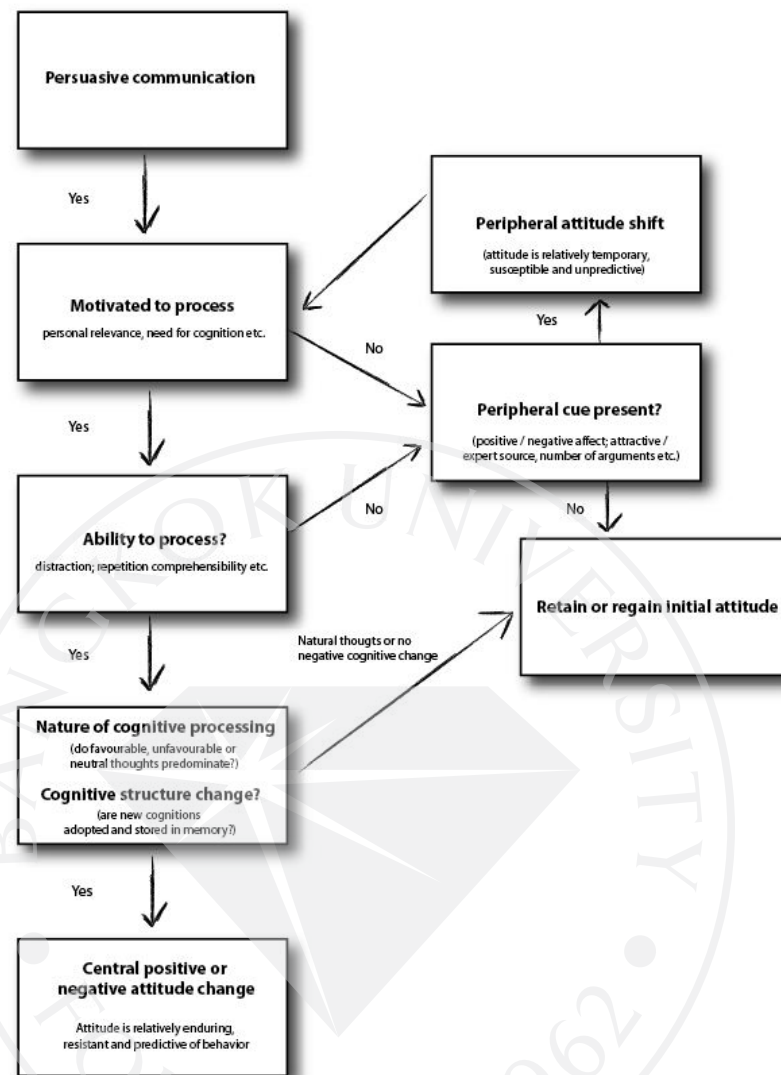 Persuasive communication
Yes
Peripheral attitude shift
(attitude is relatively temporary,
susceptible and unpredictive)
Motivated to process
personal relevance, need for cognition etc.
No
Yes
Peripheral cue present?
(positive / negative affect; attractive /
expert source, number of arguments etc.)
Yes
No
No
Ability to process?
distraction; repetition comprehensibility etc.
Retain or regain initial attitude
Natural thougts or no
negative cognitive change
Yes
Nature of cognitive processing
(do favourable, unfavourable or
neutral thoughts predominate?)
Cognitive structure change?
(are new cognitions
adopted and stored in memory?)
Yes
Central positive or
negative attitude change
Attitude is relatively enduring,
resistant and predictive of behavior
BANGKOK UNIVERSITY